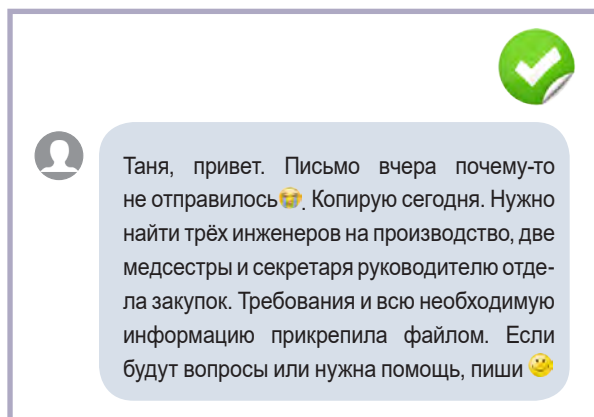 Таня, привет. Письмо вчера почему-то
не отправилось😭. Копирую сегодня. Нужно
найти трёх инженеров на производство, две
медсестры и секретаря руководителю отде-
ла закупок. Требования и всю необходимую
информацию прикрепила файлом. Если
будут вопросы или нужна помощь, пиши 🙂